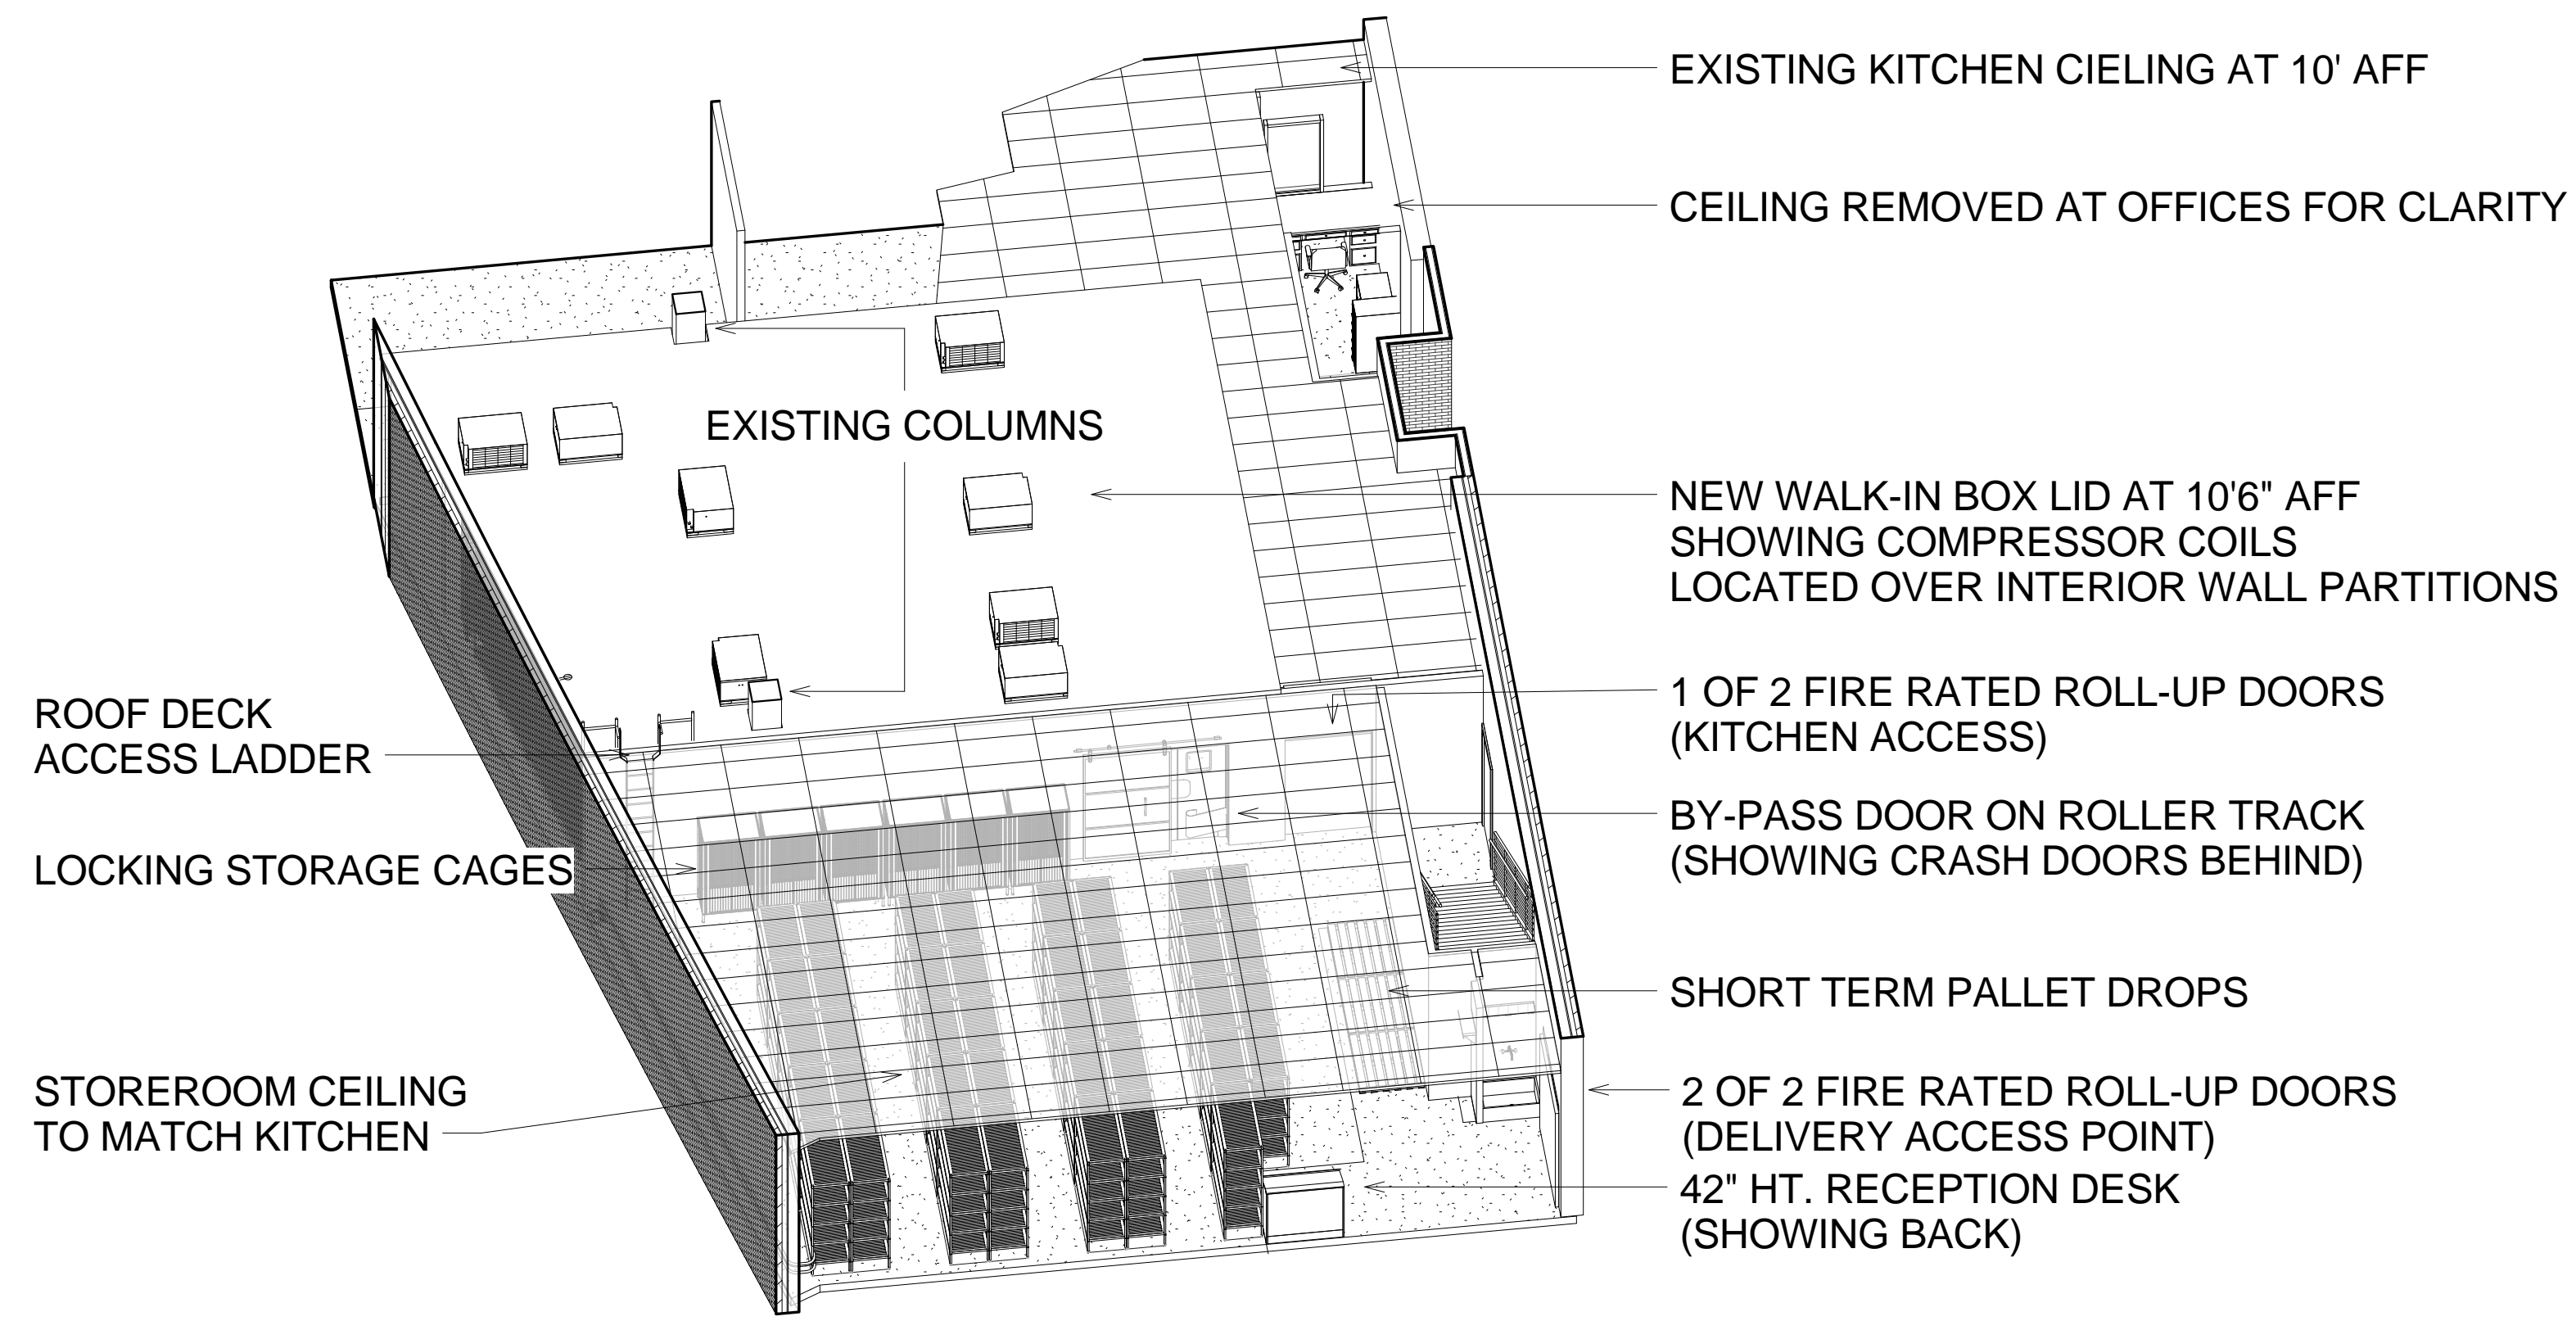 EXISTING KITCHEN CIELING AT 10' AFF
CEILING REMOVED AT OFFICES FOR CLARITY
EXISTING COLUMNS
NEW WALK-IN BOX LID AT 10'6" AFF
SHOWING COMPRESSOR COILS
LOCATED OVER INTERIOR WALL PARTITIONS
1 OF 2 FIRE RATED ROLL-UP DOORS
(KITCHEN ACCESS)
ROOF DECK
ACCESS LADDER
BY-PASS DOOR ON ROLLER TRACK
(SHOWING CRASH DOORS BEHIND)
LOCKING STORAGE CAGES
SHORT TERM PALLET DROPS
STOREROOM CEILING
TO MATCH KITCHEN
2 OF 2 FIRE RATED ROLL-UP DOORS
(DELIVERY ACCESS POINT)
42" HT. RECEPTION DESK
(SHOWING BACK)